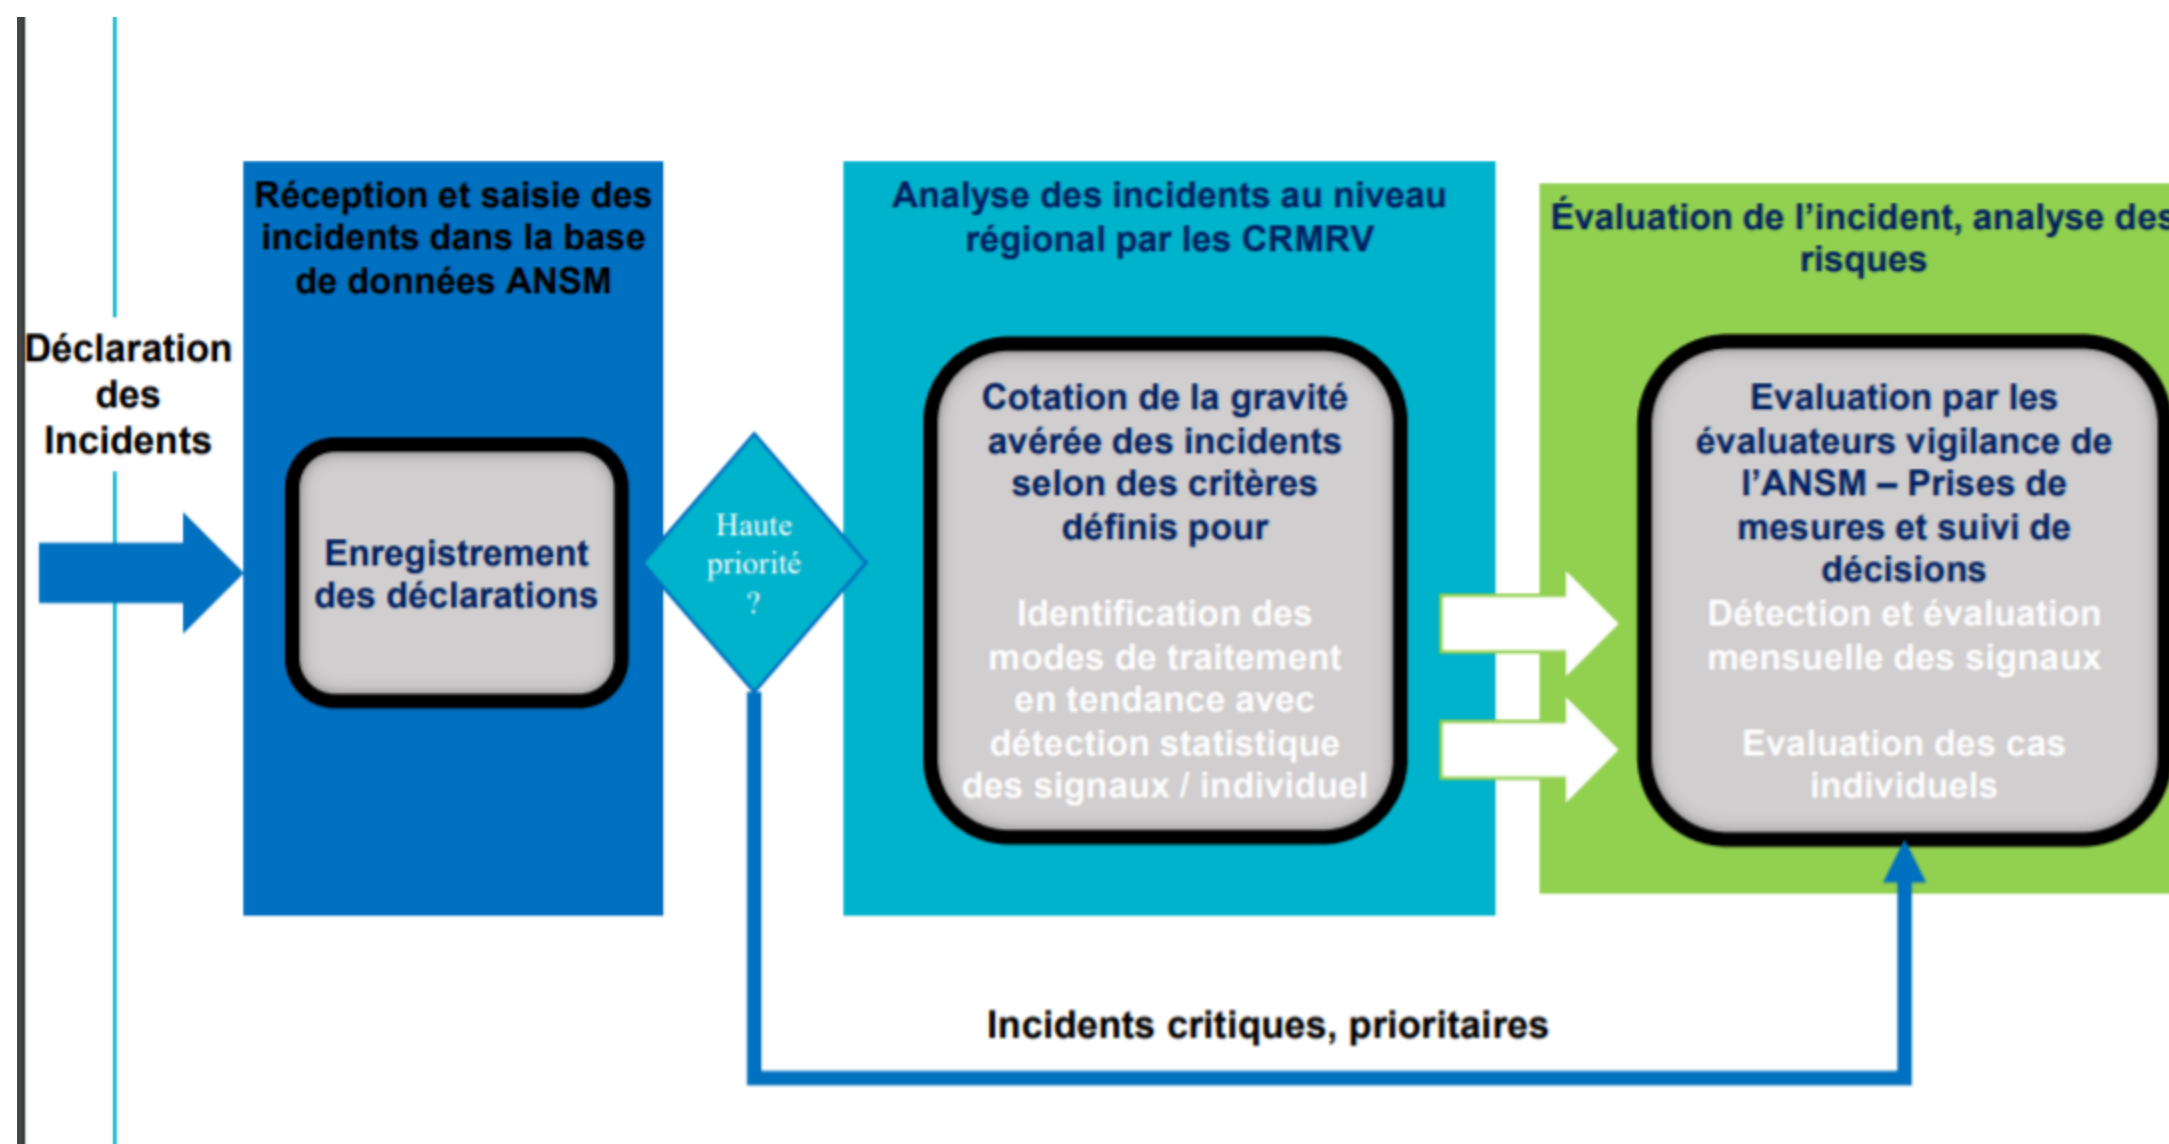 Déclaration
des
Incidents
Réception et saisie des
incidents dans la base
de données ANSM
Enregistrement
des déclarations
Haute
priorité
?
Analyse des incidents au niveau
régional par les CRMRV
Cotation de la gravité
avérée des incidents
selon des critères
définis pour
Identification des
modes de traitement
en tendance avec
détection statistique
des signaux / individuel
Évaluation de l’incident, analyse des
risques
Evaluation par les
évaluateurs vigilance de
l’ANSM – Prises de
mesures et suivi de
décisions
Détection et évaluation
mensuelle des signaux
Evaluation des cas
individuels
Incidents critiques, prioritaires